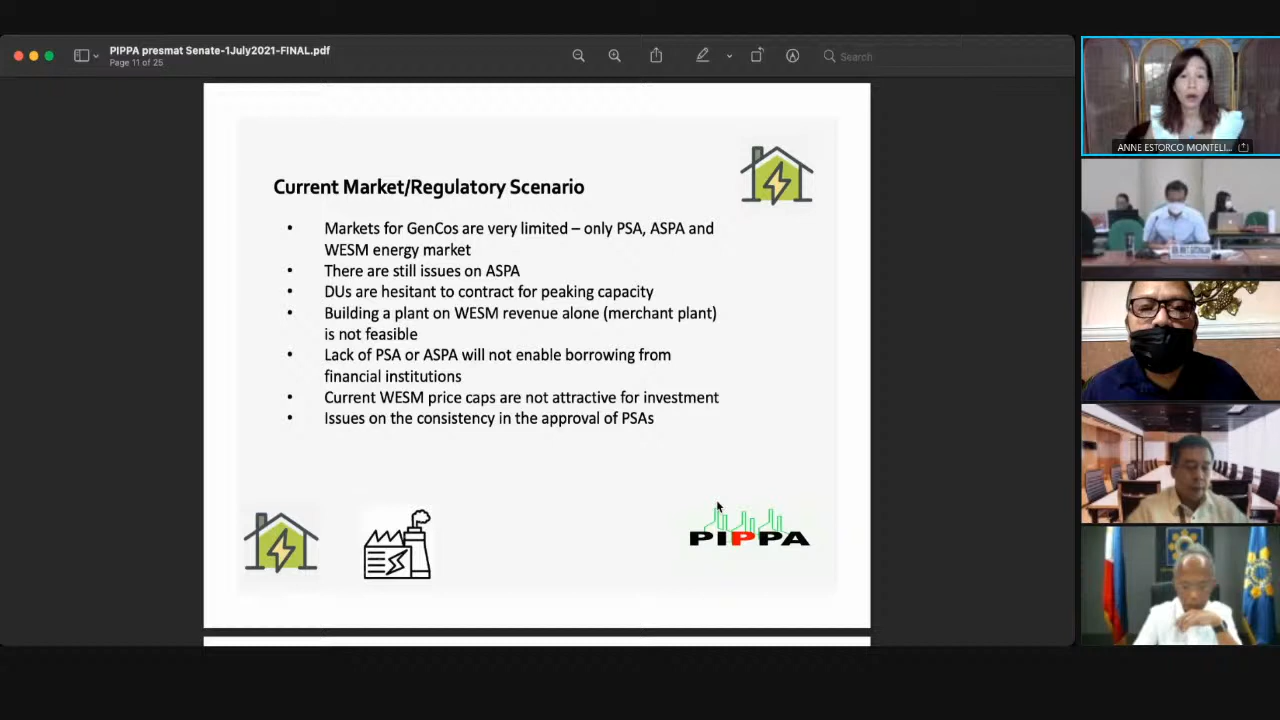 PIPPA presmat Senate-1July2021-FINAL.pdf
Page 11 of 25
Search
Current Market/Regulatory Scenario
• Markets for GenCos are very limited – only PSA, ASPA and
WESM energy market
• There are still issues on ASPA
• DUs are hesitant to contract for peaking capacity
• Building a plant on WESM revenue alone (merchant plant)
is not feasible
• Lack of PSA or ASPA will not enable borrowing from
financial institutions
• Current WESM price caps are not attractive for investment
• Issues on the consistency in the approval of PSAs
PIPPA
ANNE ESTORCO MONTELI...